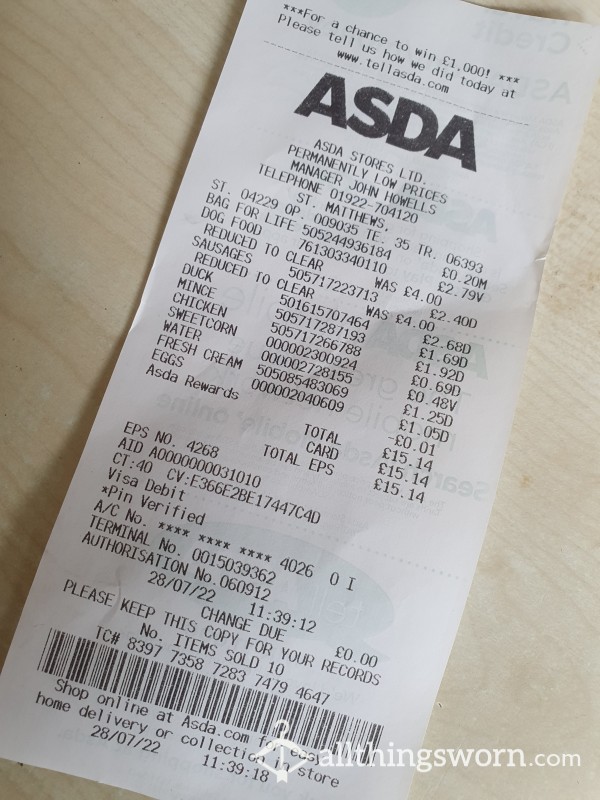 ***For a chance to win £1,000! ***
Please tell us how we did today at
www.tellasda.com
ASDA
ASDA STORES LTD.
PERMANENTLY LOW PRICES
MANAGER JOHN HOWELLS
TELEPHONE 01922-704120
ST. MATTHEWS,
ST. 04229 OP. 009035 TE. 35 TR. 06393
BAG FOR LIFE 505244936184 £0.20M
DOG FOOD 761303340110 £2.79V
REDUCED TO CLEAR WAS £4.00
SAUSAGES 505717223713 £2.40D
REDUCED TO CLEAR WAS £4.00
DUCK 501615707464 £2.68D
MINCE 505717287193 £1.69D
CHICKEN 505717266788 £1.92D
SWEETCORN 000002300924 £0.69D
WATER 000002728155 £0.48V
FRESH CREAM 505085483069 £1.25D
EGGS 000002040609 £1.05D
Asda Rewards -£0.01
TOTAL £15.14
CARD £15.14
TOTAL EPS £15.14
EPS NO. 4268
AID A0000000031010
CT:40 CV:E366E2BE17447C4D
Visa Debit
*Pin Verified
A/C No. **** **** **** 4026 0 I
TERMINAL No. 0015039362
AUTHORISATION No.060912
28/07/22 11:39:12
CHANGE DUE £0.00
PLEASE KEEP THIS COPY FOR YOUR RECORDS
No. ITEMS SOLD 10
TC# 8397 7358 7283 7479 4647
Shop online at Asda.com for easy
home delivery or collection in store
28/07/22 11:39:18
allthingsworn.com